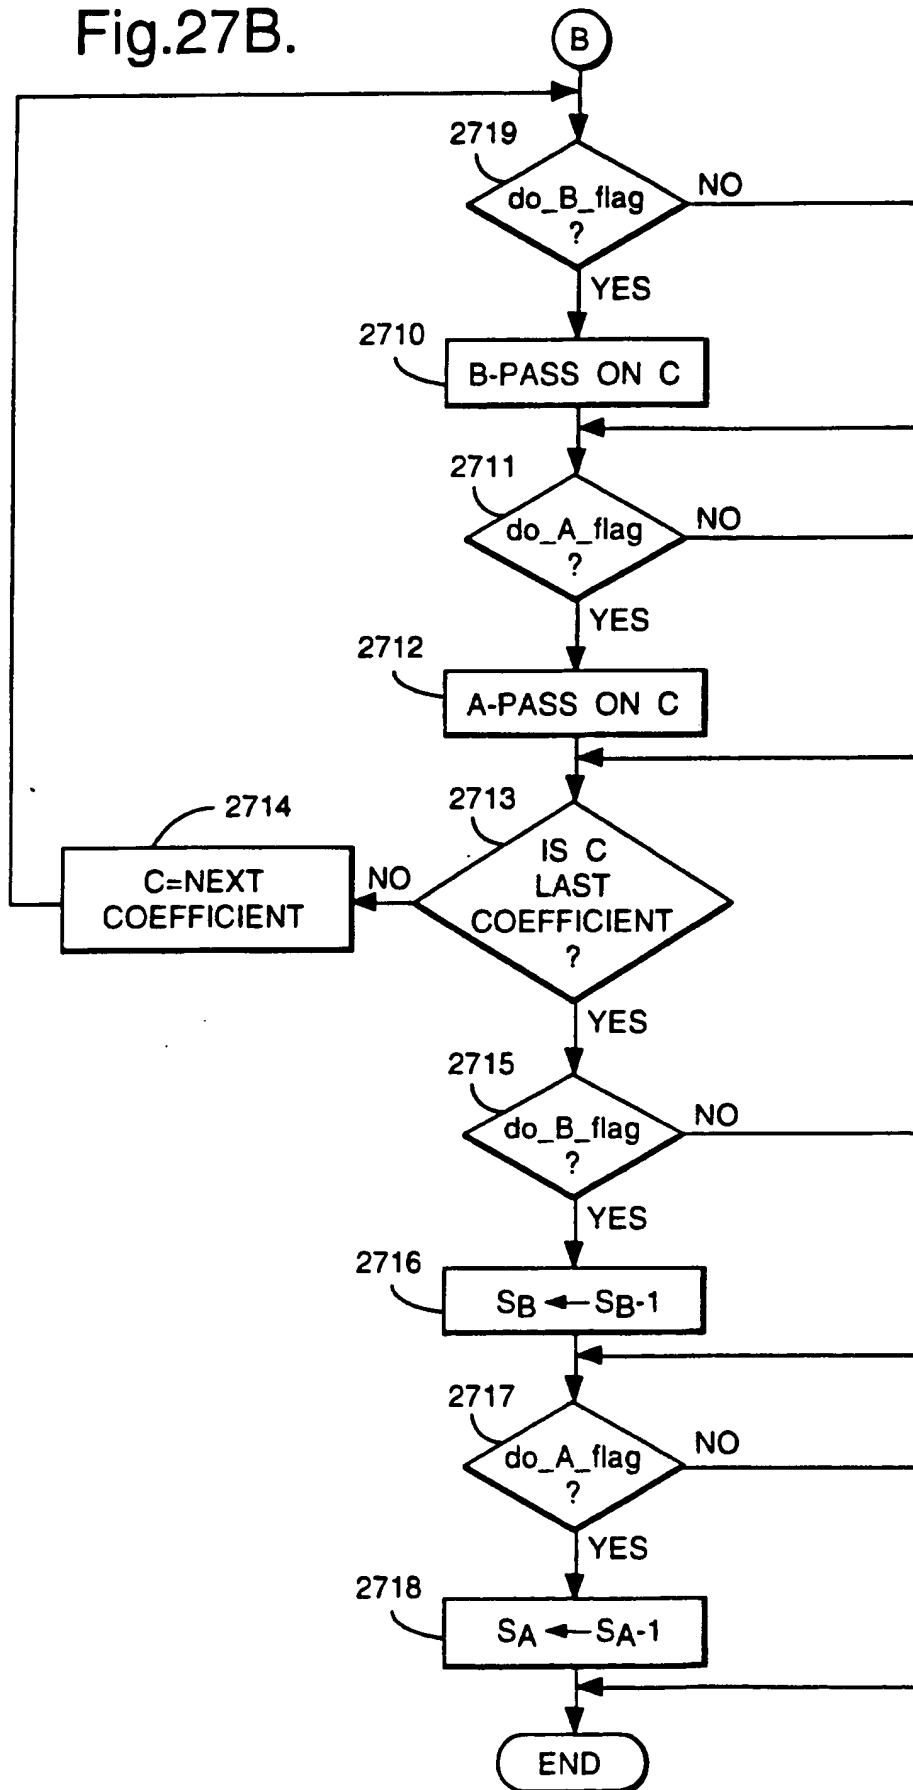 Fig.27B.
B
2719
do_B_flag
?
NO
YES
2710
B-PASS ON C
2711
do_A_flag
?
NO
YES
2712
A-PASS ON C
2713
IS C
LAST
COEFFICIENT
?
NO
2714
C=NEXT
COEFFICIENT
YES
2715
do_B_flag
?
NO
YES
2716
SB ← SB-1
2717
do_A_flag
?
NO
YES
2718
SA ← SA-1
END